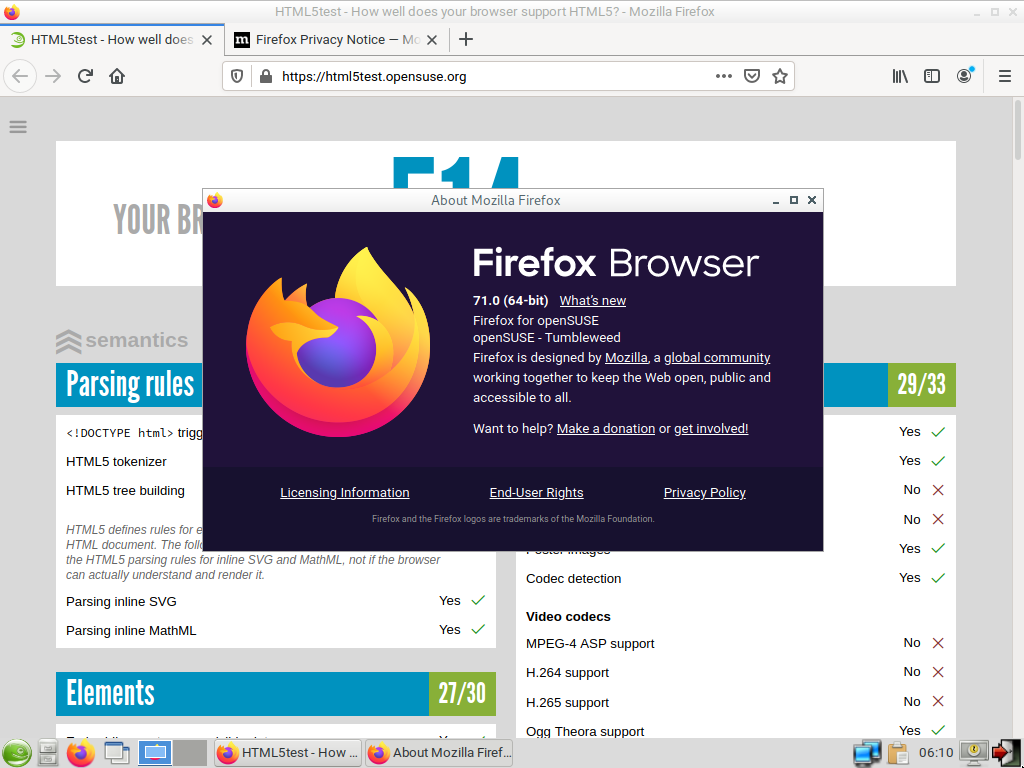 HTML5test - How well does your browser support HTML5? - Mozilla Firefox
HTML5test - How well does
Firefox Privacy Notice — Mo
https://html5test.opensuse.org
514
YOUR BR
About Mozilla Firefox
Firefox Browser
71.0 (64-bit) What's new
Firefox for openSUSE
openSUSE - Tumbleweed
Firefox is designed by Mozilla, a global community
working together to keep the Web open, public and
accessible to all.
Want to help? Make a donation or get involved!
Licensing Information End-User Rights Privacy Policy
Firefox and the Firefox logos are trademarks of the Mozilla Foundation.
semantics
Parsing rules
<!DOCTYPE html> trigg
HTML5 tokenizer
HTML5 tree building
HTML5 defines rules for e
HTML document. The follo
the HTML5 parsing rules for inline SVG and MathML, not if the browser
can actually understand and render it.
Parsing inline SVG Yes
Parsing inline MathML Yes
Elements 27/30
29/33
Yes
Yes
No
No
Poster images Yes
Codec detection Yes
Video codecs
MPEG-4 ASP support No
H.264 support No
H.265 support No
Ogg Theora support Yes
HTML5test - How ...
About Mozilla Firef...
06:10